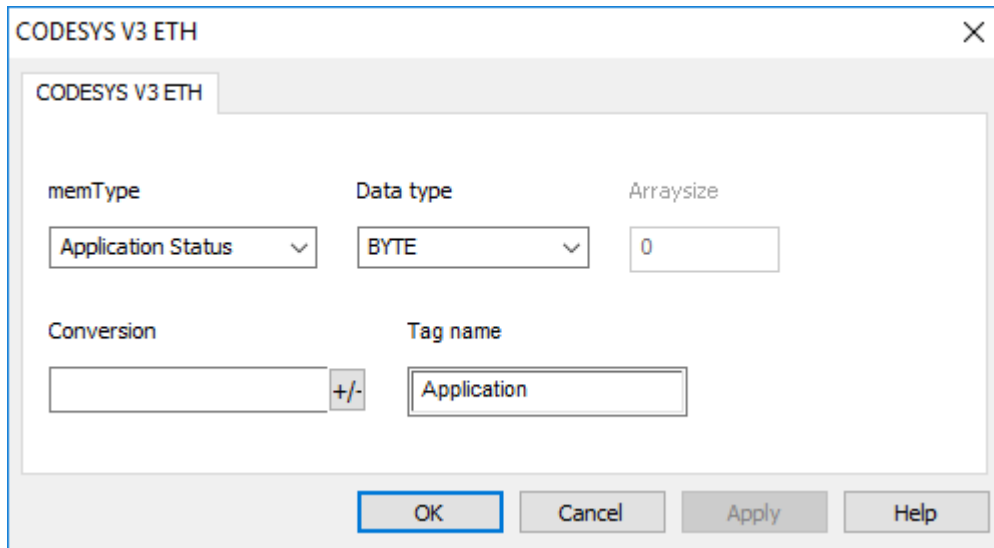 CODESYS V3 ETH
CODESYS V3 ETH
memType Data type Arraysize
Application Status BYTE 0
Conversion Tag name
+/- Application
OK Cancel Apply Help